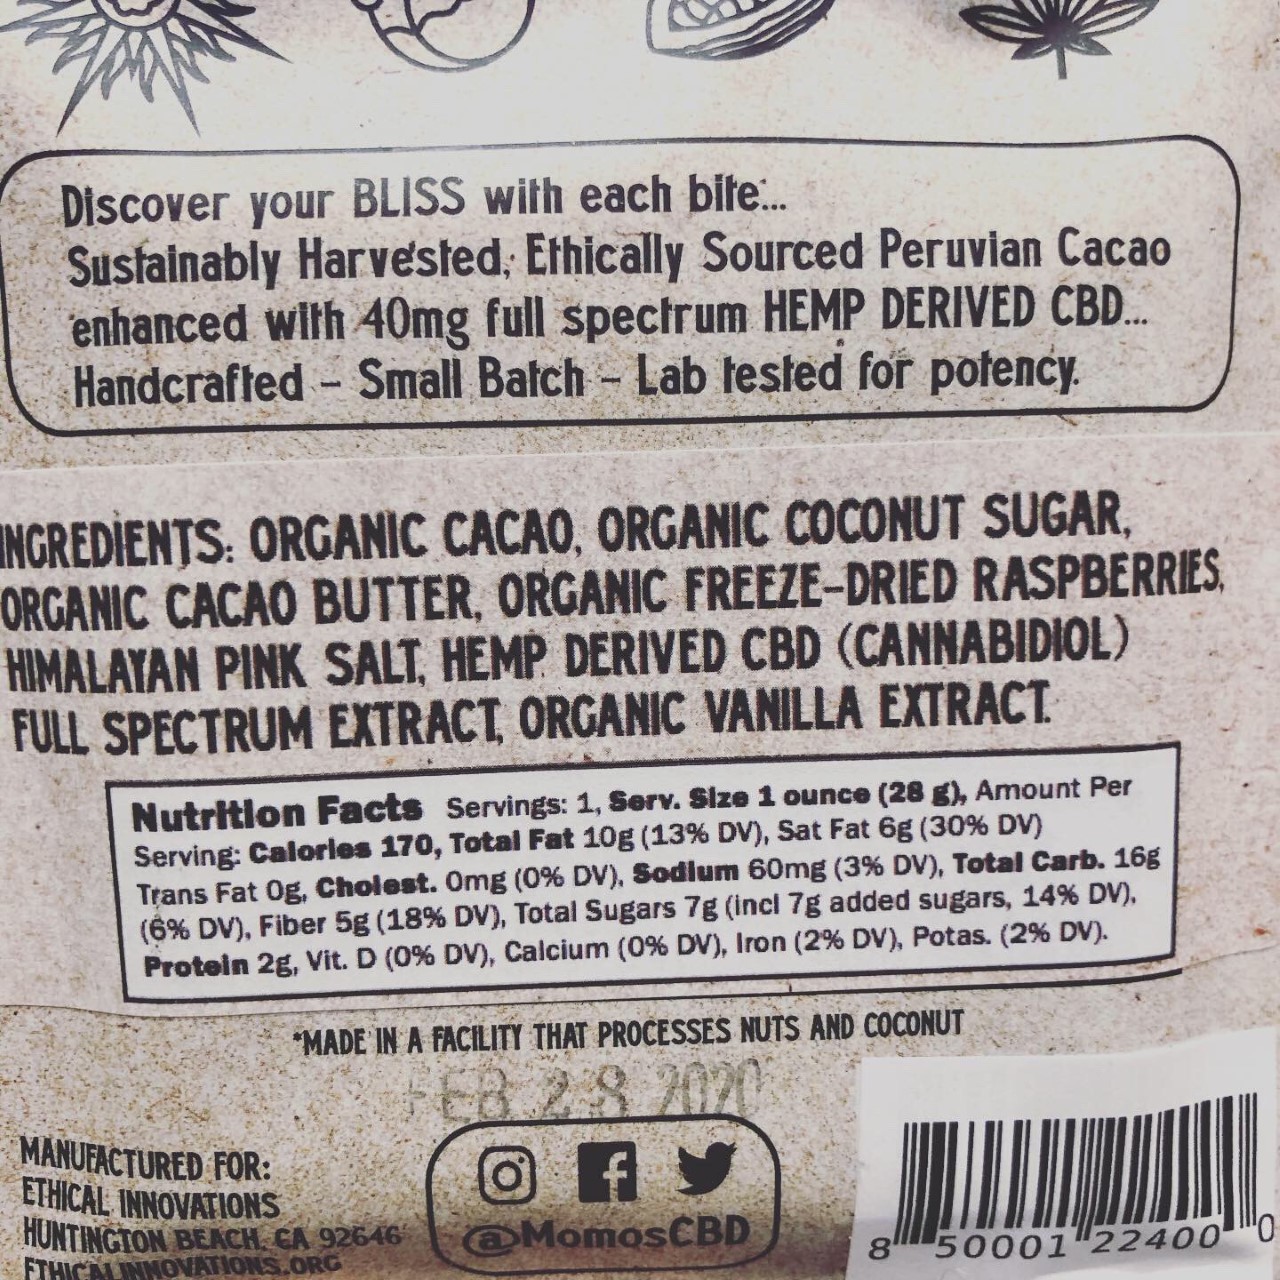 Discover your BLISS with each bite...
Sustainably Harvested, Ethically Sourced Peruvian Cacao
enhanced with 40mg full spectrum HEMP DERIVED CBD...
Handcrafted - Small Batch - Lab tested for potency.
INGREDIENTS: ORGANIC CACAO, ORGANIC COCONUT SUGAR,
ORGANIC CACAO BUTTER, ORGANIC FREEZE-DRIED RASPBERRIES,
HIMALAYAN PINK SALT, HEMP DERIVED CBD (CANNABIDIOL)
FULL SPECTRUM EXTRACT, ORGANIC VANILLA EXTRACT.
Nutrition Facts Servings: 1, Serv. Size 1 ounce (28 g), Amount Per
Serving: Calories 170, Total Fat 10g (13% DV), Sat Fat 6g (30% DV)
Trans Fat 0g, Cholest. 0mg (0% DV), Sodium 60mg (3% DV), Total Carb. 16g
(6% DV), Fiber 5g (18% DV), Total Sugars 7g (incl 7g added sugars, 14% DV),
Protein 2g, Vit. D (0% DV), Calcium (0% DV), Iron (2% DV), Potas. (2% DV).
*MADE IN A FACILITY THAT PROCESSES NUTS AND COCONUT
FEB 28 2020
MANUFACTURED FOR:
ETHICAL INNOVATIONS
HUNTINGTON BEACH, CA 92646
ETHICALINNOVATIONS.ORG
@MomosCBD
8 50001 22400 0